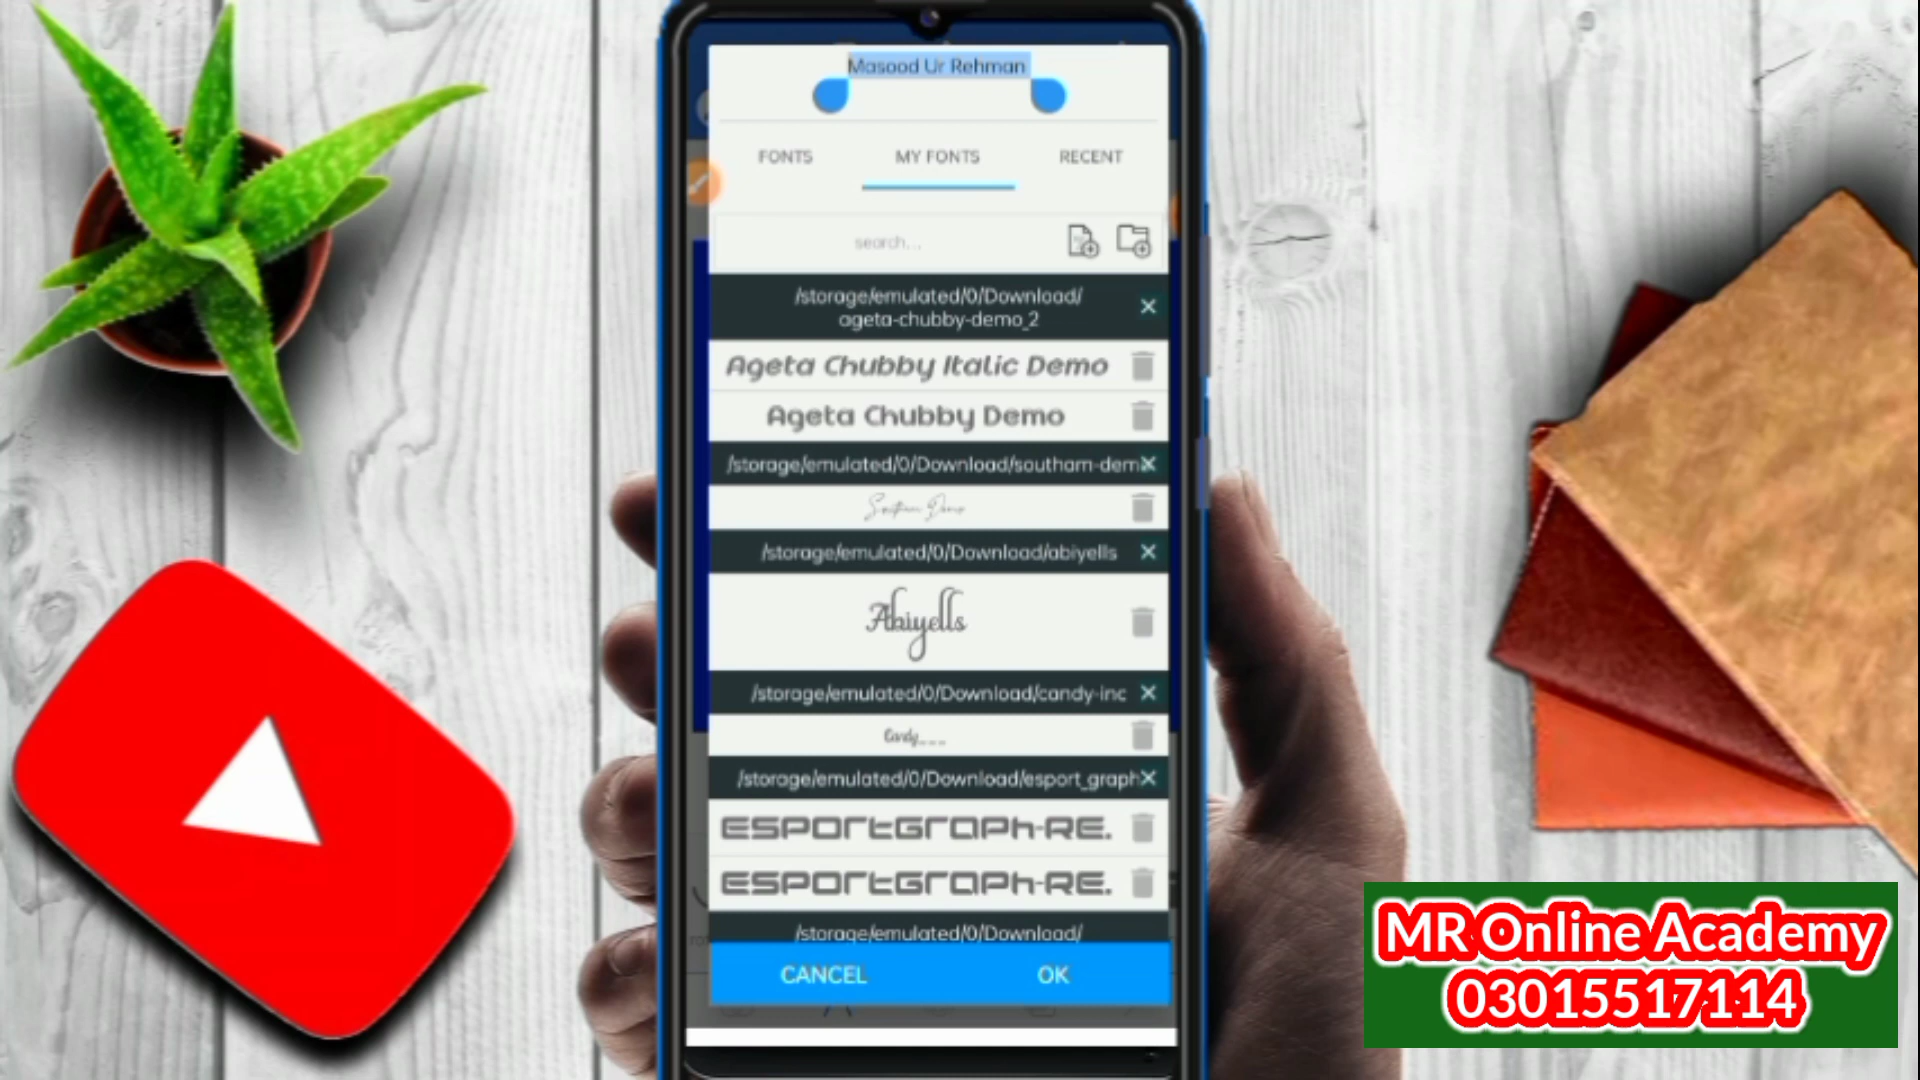 Masood Ur Rehman
FONTS MY FONTS RECENT
search...
/storage/emulated/0/Download/
ageta-chubby-demo_2
Ageta Chubby Italic Demo
Ageta Chubby Demo
/storage/emulated/0/Download/southam-dem
Southam Demo
/storage/emulated/0/Download/abiyells
Abiyells
/storage/emulated/0/Download/candy-inc
Candy___
/storage/emulated/0/Download/esport_graph
ESPORTGRAPH-RE.
ESPORTGRAPH-RE.
/storage/emulated/0/Download/
CANCEL OK
MR Online Academy
03015517114